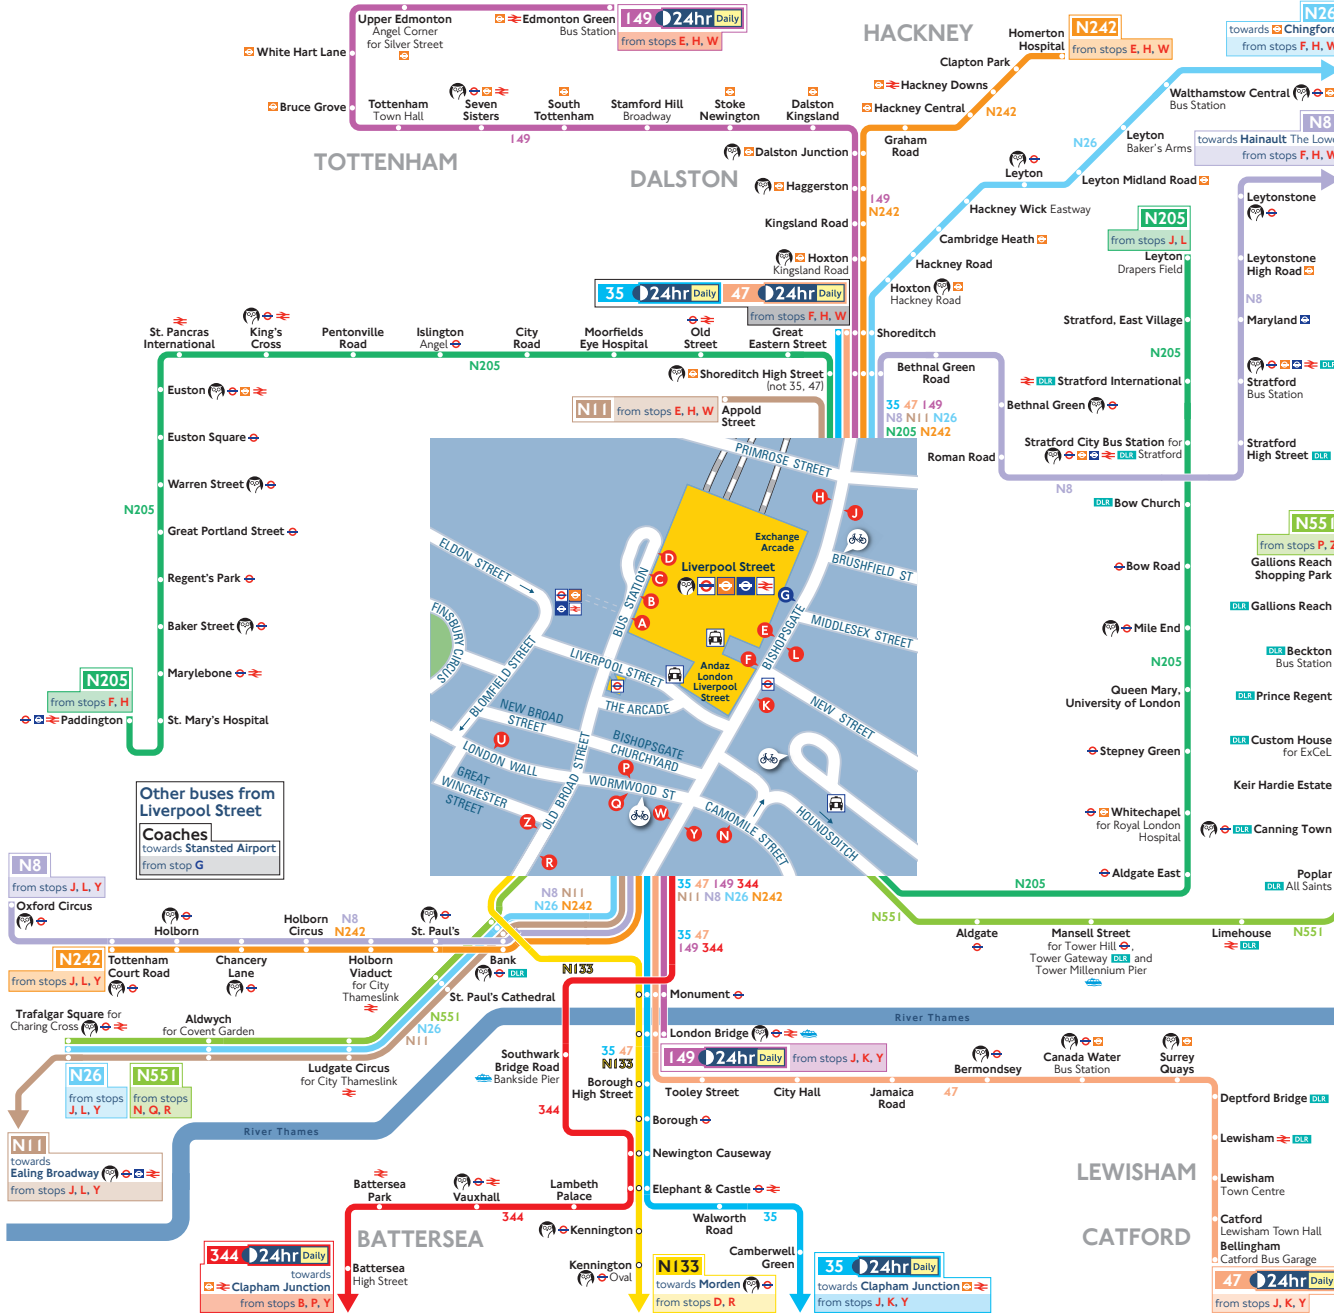 Upper Edmonton
Angel Corner
for Silver Street
Edmonton Green
Bus Station
149 24hr Daily
from stops E, H, W
White Hart Lane
Bruce Grove
Tottenham
Town Hall
Seven
Sisters
South
Tottenham
Stamford Hill
Broadway
Stoke
Newington
Dalston
Kingsland
149
TOTTENHAM
DALSTON
HACKNEY
Homerton
Hospital
N242
from stops E, H, W
Clapton Park
Hackney Downs
Hackney Central
N242
Graham
Road
Dalston Junction
Haggerston
149
N242
Kingsland Road
Hoxton
Kingsland Road
N26
towards Chingford
from stops F, H, W
Walthamstow Central
Bus Station
N26
Leyton
Baker's Arms
N8
towards Hainault The Lowe
from stops F, H, W
Leyton
Leyton Midland Road
Hackney Wick Eastway
Cambridge Heath
Hackney Road
Hoxton
Hackney Road
Leytonstone
Leytonstone
High Road
N8
Maryland
Stratford
Bus Station
DLR
Stratford
High Street DLR
N205
from stops J, L
Leyton
Drapers Field
Stratford, East Village
N205
DLR Stratford International
Stratford City Bus Station for
DLR Stratford
35 24hr Daily 47 24hr Daily
from stops F, H, W
Shoreditch
St. Pancras
International
King's
Cross
Pentonville
Road
Islington
Angel
City
Road
Moorfields
Eye Hospital
Old
Street
Great
Eastern Street
N205
Shoreditch High Street
(not 35, 47)
N11
from stops E, H, W
Appold
Street
Bethnal Green
Road
Bethnal Green
Roman Road
N8
35 47 149
N8 N11 N26
N205 N242
Euston
Euston Square
Warren Street
N205
Great Portland Street
Regent's Park
Baker Street
Marylebone
N205
from stops F, H
Paddington
St. Mary's Hospital
PRIMROSE STREET
H
J
Exchange
Arcade
BRUSHFIELD ST
ELDON STREET
D
C
B
A
Liverpool Street
G
BUS STATION
FINSBURY CIRCUS
BLOMFIELD STREET
LIVERPOOL STREET
E
F
L
K
BISHOPSGATE
MIDDLESEX STREET
Andaz
London
Liverpool
Street
THE ARCADE
NEW BROAD
STREET
NEW STREET
U
LONDON WALL
BISHOPSGATE
CHURCHYARD
GREAT
WINCHESTER
STREET
OLD BROAD STREET
P
Q
WORMWOOD ST
W
Y
N
CAMOMILE STREET
HOUNDSDITCH
Z
R
DLR Bow Church
Bow Road
Mile End
N205
Queen Mary,
University of London
Stepney Green
Whitechapel
for Royal London
Hospital
Aldgate East
N205
N551
from stops P, Z
Gallions Reach
Shopping Park
DLR Gallions Reach
DLR Beckton
Bus Station
DLR Prince Regent
DLR Custom House
for ExCeL
Keir Hardie Estate
DLR Canning Town
Poplar
DLR All Saints
N551
Aldgate
Mansell Street
for Tower Hill ,
Tower Gateway DLR and
Tower Millennium Pier
Limehouse
DLR
N551
Other buses from
Liverpool Street
Coaches
towards Stansted Airport
from stop G
N8
from stops J, L, Y
Oxford Circus
Holborn
Holborn
Circus
N8
N242
St. Paul's
N242
from stops J, L, Y
Tottenham
Court Road
Chancery
Lane
Holborn
Viaduct
for City
Thameslink
Bank
DLR
N8 N11
N26 N242
35 47 149 344
N11 N8 N26 N242
35 47
149 344
N133
St. Paul's Cathedral
N551
N26
N11
Trafalgar Square for
Charing Cross
Aldwych
for Covent Garden
Ludgate Circus
for City Thameslink
N26
from stops
J, L, Y
N551
from stops
N, Q, R
N11
towards
Ealing Broadway
from stops J, L, Y
River Thames
River Thames
Monument
London Bridge
149 24hr Daily
from stops J, K, Y
Southwark
Bridge Road
Bankside Pier
35 47
N133
Borough
High Street
344
Borough
Newington Causeway
Elephant & Castle
Tooley Street
City Hall
Jamaica
Road
47
Bermondsey
Canada Water
Bus Station
Surrey
Quays
Deptford Bridge DLR
Lewisham DLR
LEWISHAM
Lewisham
Town Centre
Catford
Lewisham Town Hall
CATFORD
Bellingham
Catford Bus Garage
47 24hr Daily
from stops J, K, Y
Battersea
Park
Vauxhall
Lambeth
Palace
344
BATTERSEA
Kennington
Kennington
Oval
Walworth
Road
35
Camberwell
Green
344 24hr Daily
towards
Clapham Junction
from stops B, P, Y
Battersea
High Street
N133
towards Morden
from stops D, R
35 24hr Daily
towards Clapham Junction
from stops J, K, Y